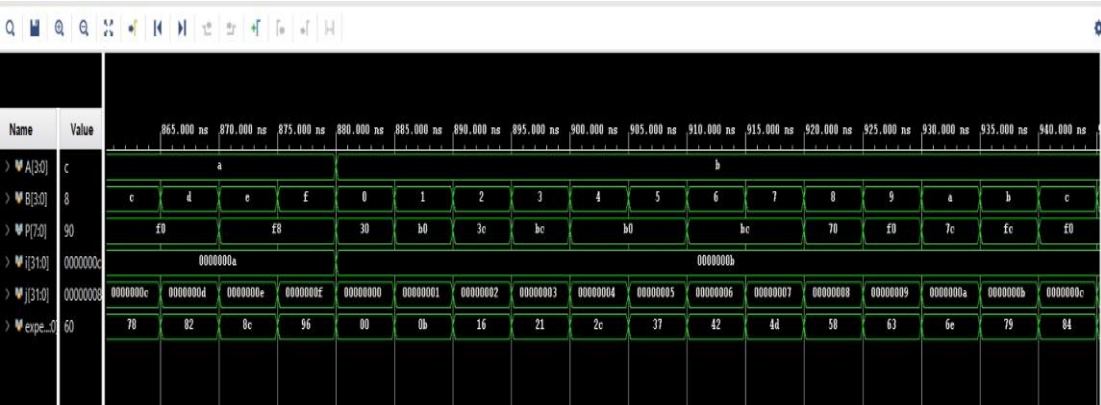 Name Value 865.000 ns 870.000 ns 875.000 ns 880.000 ns 885.000 ns 890.000 ns 895.000 ns 900.000 ns 905.000 ns 910.000 ns 915.000 ns 920.000 ns 925.000 ns 930.000 ns 935.000 ns 940.000 ns
A[3:0] c a b
B[3:0] 8 c d e f 0 1 2 3 4 5 6 7 8 9 a b c
P[7:0] 90 f0 f8 30 b0 3c bc b0 bc 70 f0 7c fc f0
i[31:0] 0000000c 0000000a 0000000b
j[31:0] 00000008 0000000c 0000000d 0000000e 0000000f 00000000 00000001 00000002 00000003 00000004 00000005 00000006 00000007 00000008 00000009 0000000a 0000000b 0000000c
expe...:0] 60 78 82 8c 96 00 0b 16 21 2c 37 42 4d 58 63 6e 79 84